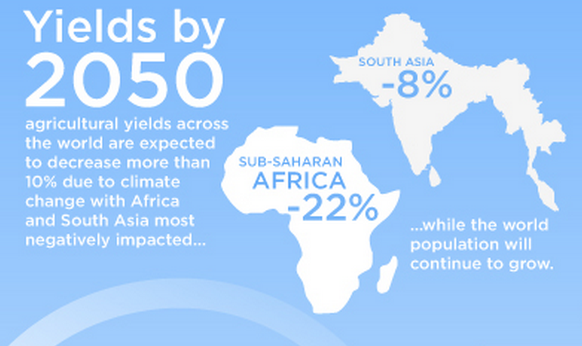 Yields by
2050
agricultural yields across
the world are expected
to decrease more than
10% due to climate
change with Africa
and South Asia most
negatively impacted...
SOUTH ASIA
-8%
SUB-SAHARAN
AFRICA
-22%
...while the world
population will
continue to grow.